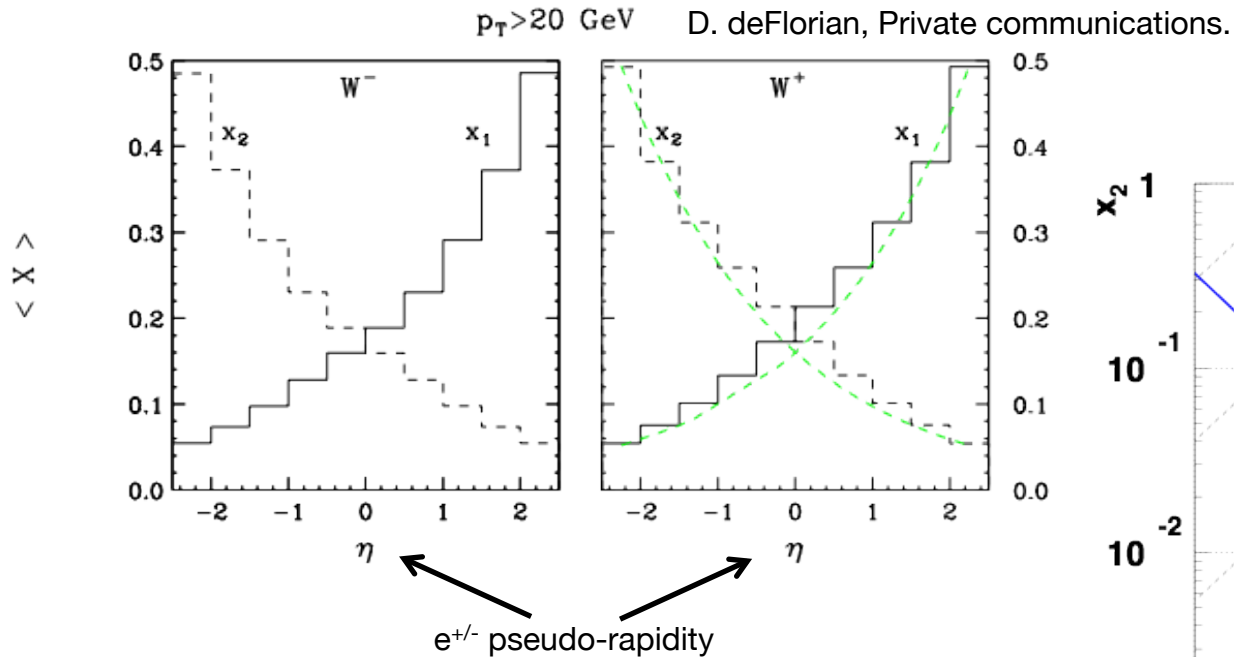 p_T>20 GeV D. deFlorian, Private communications.
0.5 W⁻ W⁺ 0.5
x₂ x₁ x₂ x₁
0.4 0.4
x₂ 1
0.3 0.3
< X >
0.2 0.2
10⁻¹
0.1 0.1
0.0 0.0
-2 -1 0 1 2 -2 -1 0 1 2
10⁻²
η η
e⁺/⁻ pseudo-rapidity